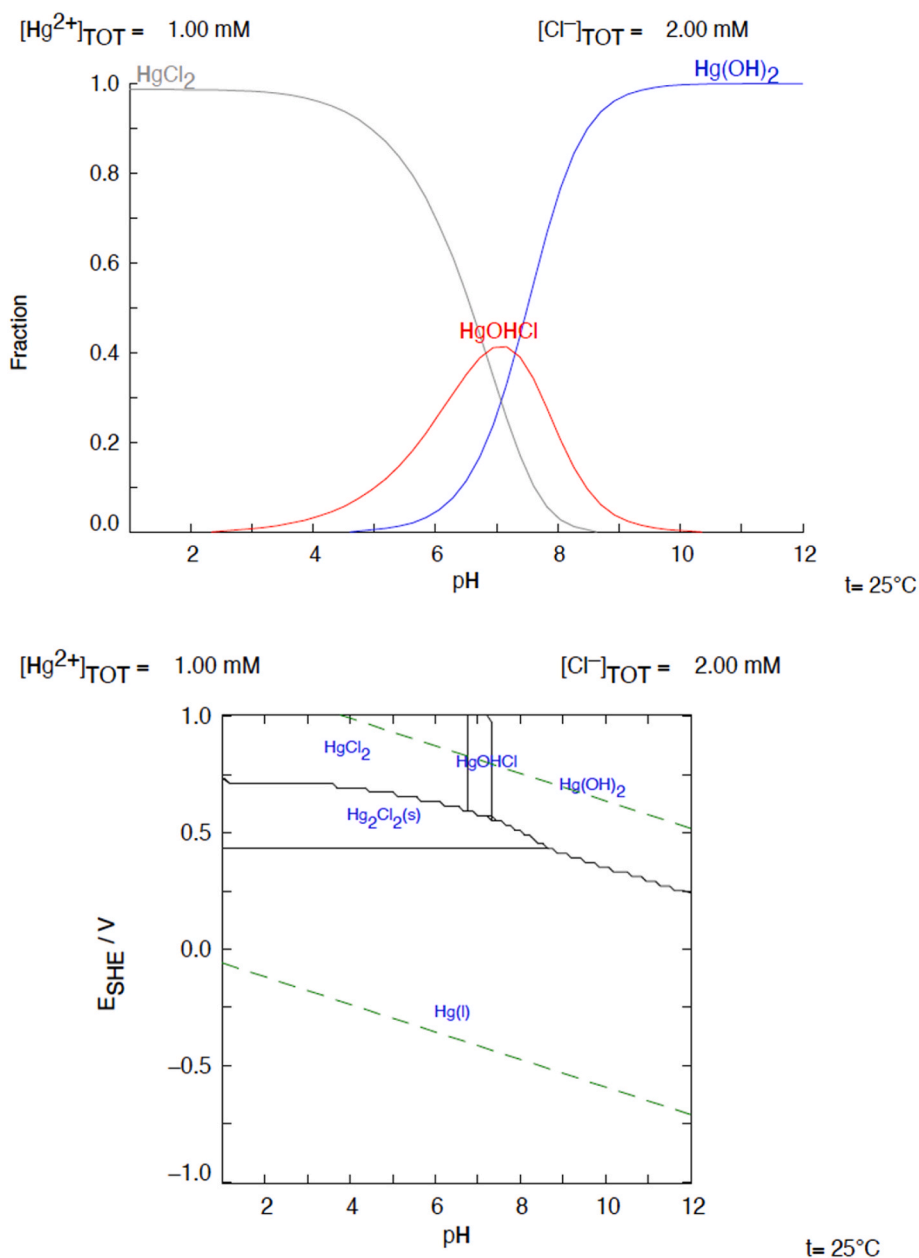 [Hg2+]TOT = 1.00 mM [Cl−]TOT = 2.00 mM
HgCl2 Hg(OH)2
1.0
0.8
0.6
HgOHCl
0.4
0.2
0.0
Fraction
2 4 6 8 10 12
pH
t= 25°C
[Hg2+]TOT = 1.00 mM [Cl−]TOT = 2.00 mM
1.0
HgCl2 HgOHCl Hg(OH)2
Hg2Cl2(s)
0.5
0.0
ESHE / V
Hg(l)
−0.5
−1.0
2 4 6 8 10 12
pH
t= 25°C